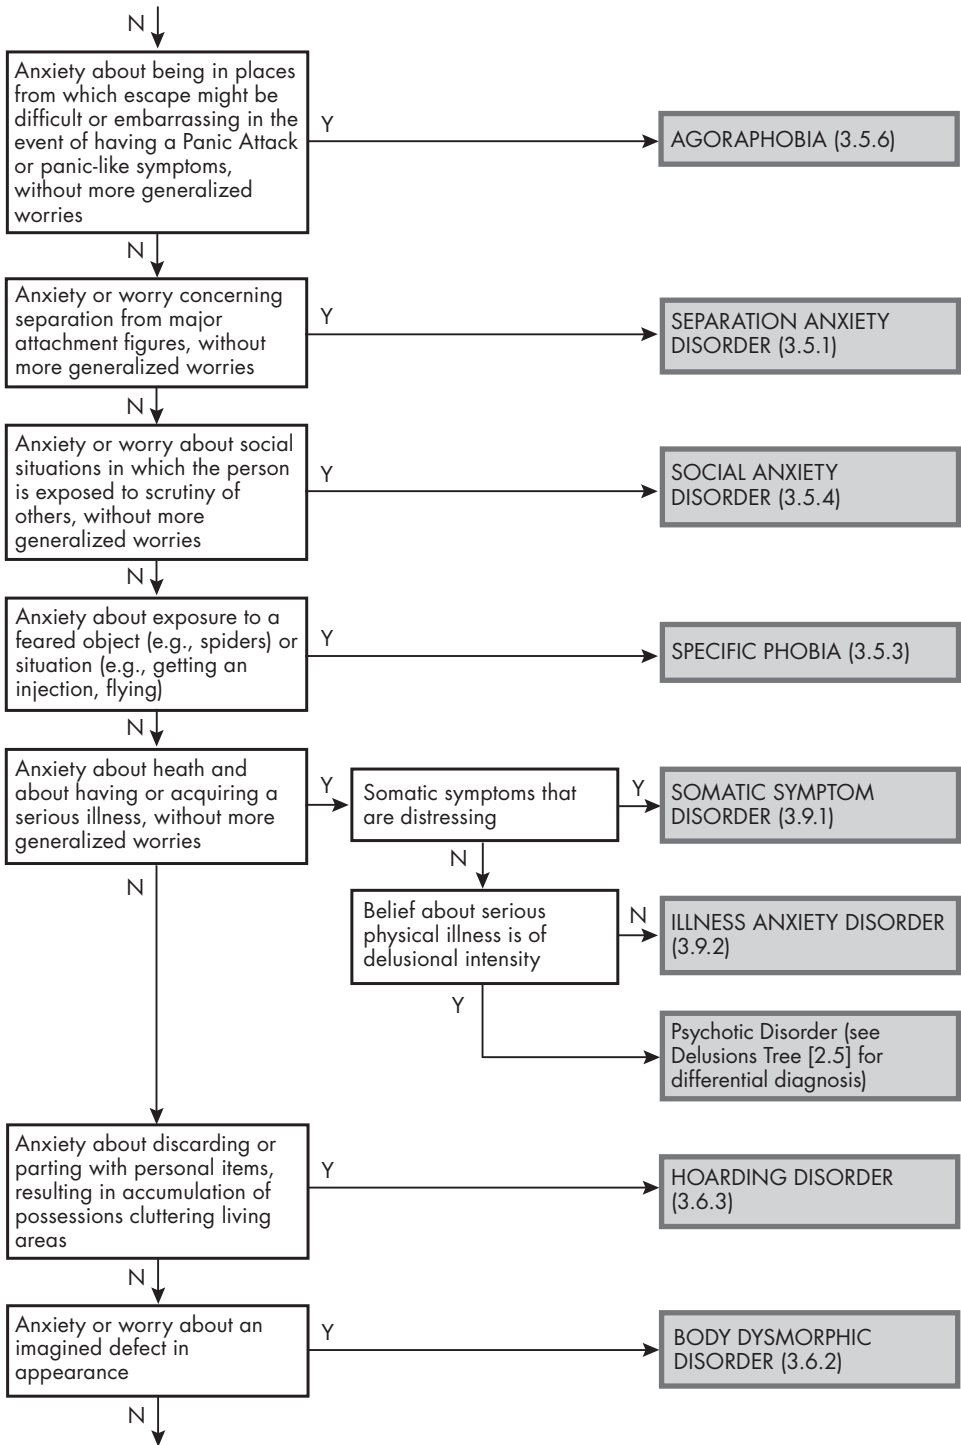 N
Anxiety about being in places
from which escape might be
difficult or embarrassing in the
event of having a Panic Attack
or panic-like symptoms,
without more generalized
worries
Y
AGORAPHOBIA (3.5.6)
N
Anxiety or worry concerning
separation from major
attachment figures, without
more generalized worries
Y
SEPARATION ANXIETY
DISORDER (3.5.1)
N
Anxiety or worry about social
situations in which the person
is exposed to scrutiny of
others, without more
generalized worries
Y
SOCIAL ANXIETY
DISORDER (3.5.4)
N
Anxiety about exposure to a
feared object (e.g., spiders) or
situation (e.g., getting an
injection, flying)
Y
SPECIFIC PHOBIA (3.5.3)
N
Anxiety about heath and
about having or acquiring a
serious illness, without more
generalized worries
Y
Somatic symptoms that
are distressing
Y
SOMATIC SYMPTOM
DISORDER (3.9.1)
N
N
Belief about serious
physical illness is of
delusional intensity
N
ILLNESS ANXIETY DISORDER
(3.9.2)
Y
Psychotic Disorder (see
Delusions Tree [2.5] for
differential diagnosis)
Anxiety about discarding or
parting with personal items,
resulting in accumulation of
possessions cluttering living
areas
Y
HOARDING DISORDER
(3.6.3)
N
Anxiety or worry about an
imagined defect in
appearance
Y
BODY DYSMORPHIC
DISORDER (3.6.2)
N